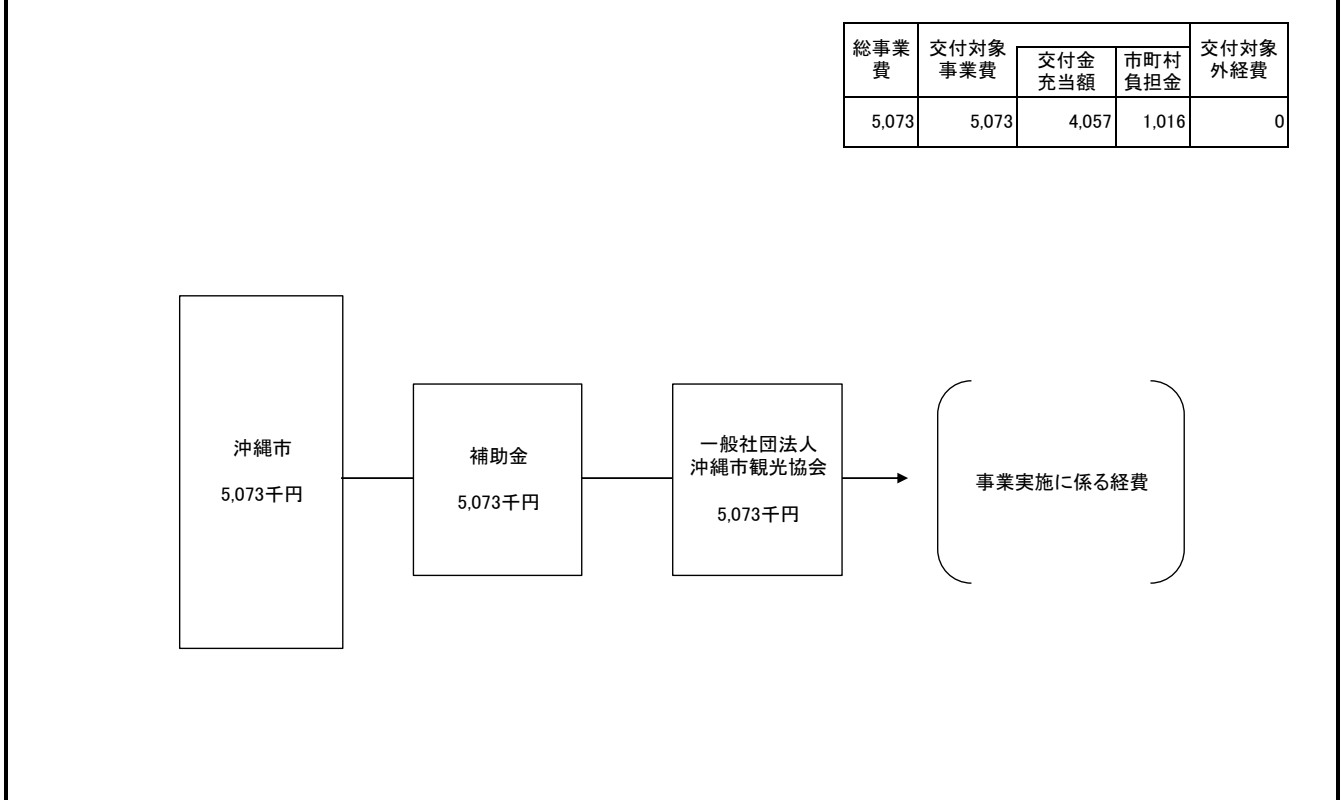 総事業
費
交付対象
事業費
交付金
充当額
市町村
負担金
交付対象
外経費
5,073
5,073
4,057
1,016
0
沖縄市
5,073千円
補助金
5,073千円
一般社団法人
沖縄市観光協会
5,073千円
事業実施に係る経費